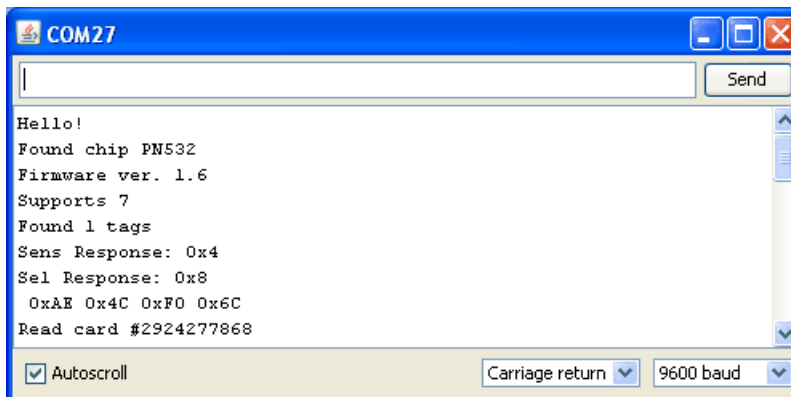 COM27
Send
Hello!
Found chip PN532
Firmware ver. 1.6
Supports 7
Found 1 tags
Sens Response: 0x4
Sel Response: 0x8
0xAE 0x4C 0xF0 0x6C
Read card #2924277868
Autoscroll
Carriage return
9600 baud